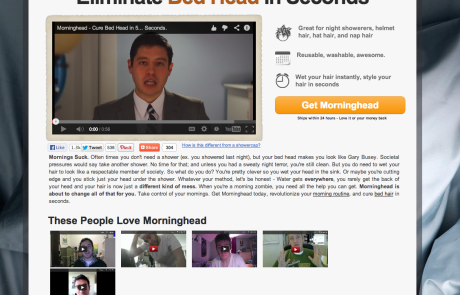 Eliminate Bed Head in Seconds
Morninghead - Cure Bed Head in 5... Seconds.
0:00 / 0:58
YouTube
Great for night showerers, helmet
hair, hat hair, and nap hair
Reusable, washable, awesome.
Wet your hair instantly, style your
hair in seconds
Get Morninghead
Ships within 24 hours - Love it or your money back
Like
Tweet
539
Pinit
Share
304
How is this different from a showercap?
Mornings Suck. Often times you don't need a shower (ex. you showered last night), but your bed head makes you look like Gary Busey. Societal
pressures would say take another shower. No time for that; and unless you had a sweaty night terror, you're still clean. But you do need to wet your
hair to look like a respectable member of society. So what do you do? You're pretty clever so you wet your head in the sink. Or maybe you're cutting
edge and you stick just your head under the shower. Whatever your method, let's be honest - Water gets everywhere, you rarely get the back of
your head and your hair is now just a different kind of mess. When you're a morning zombie, you need all the help you can get. Morninghead is
about to change all of that for you. Take control of your mornings. Get Morninghead today, revolutionize your morning routine, and cure bed hair in
seconds.
These People Love Morninghead